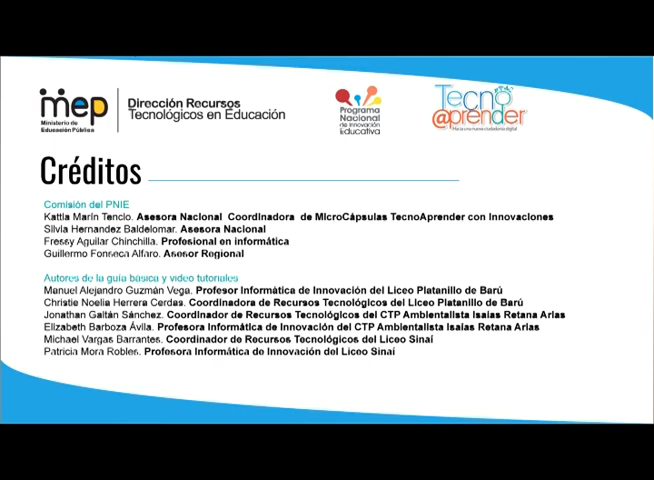 mep
Ministerio de
Educación Pública
Dirección Recursos
Tecnológicos en Educación
Programa
Nacional
de Innovación
Educativa
Tecno
@prender
Hacia una nueva ciudadanía digital
Créditos
Comisión del PNIE
Kattia Marín Tencio. Asesora Nacional Coordinadora de MicroCápsulas TecnoAprender con Innovaciones
Silvia Hernandez Baldelomar. Asesora Nacional
Fressy Aguilar Chinchilla. Profesional en informática
Guillermo Fonseca Alfaro. Asesor Regional
Autores de la guía básica y video tutoriales
Manuel Alejandro Guzmán Vega. Profesor Informática de Innovación del Liceo Platanillo de Barú
Christie Noelia Herrera Cerdas. Coordinadora de Recursos Tecnológicos del Liceo Platanillo de Barú
Jonathan Gaitán Sánchez. Coordinador de Recursos Tecnológicos del CTP Ambientalista Isaías Retana Arias
Elizabeth Barboza Ávila. Profesora Informática de Innovación del CTP Ambientalista Isaías Retana Arias
Michael Vargas Barrantes. Coordinador de Recursos Tecnológicos del Liceo Sinaí
Patricia Mora Robles. Profesora Informática de Innovación del Liceo Sinaí